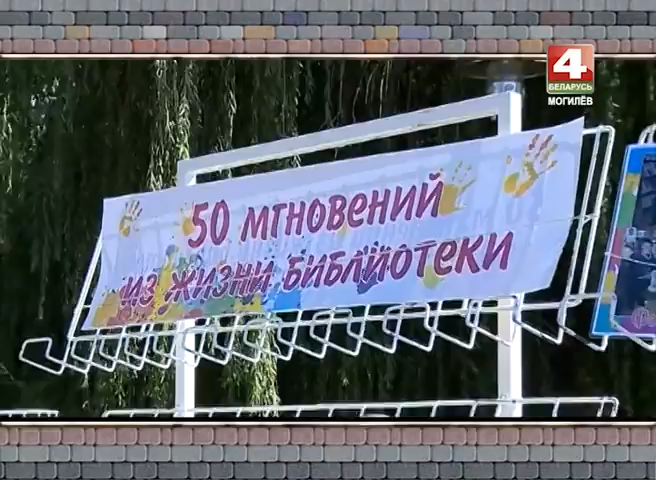 4
БЕЛАРУСЬ
МОГИЛЁВ
50 МГНОВЕНИЙ
ИЗ ЖИЗНИ БИБЛИОТЕКИ